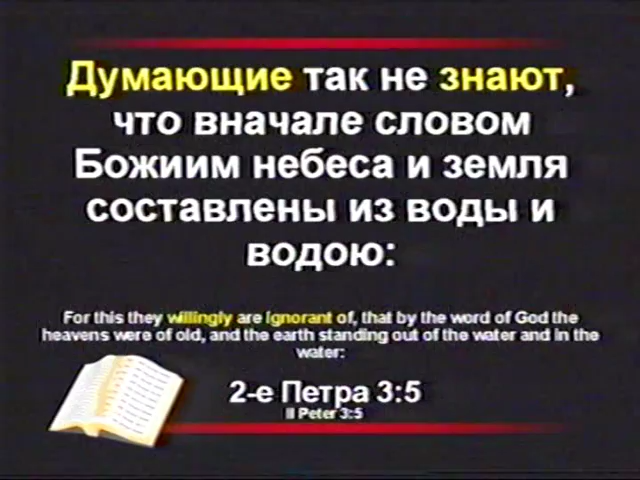 Думающие так не знают,
что вначале словом
Божиим небеса и земля
составлены из воды и
водою:
For this they willingly are ignorant of, that by the word of God the
heavens were of old, and the earth standing out of the water and in the
water:
2-е Петра 3:5
II Peter 3:5